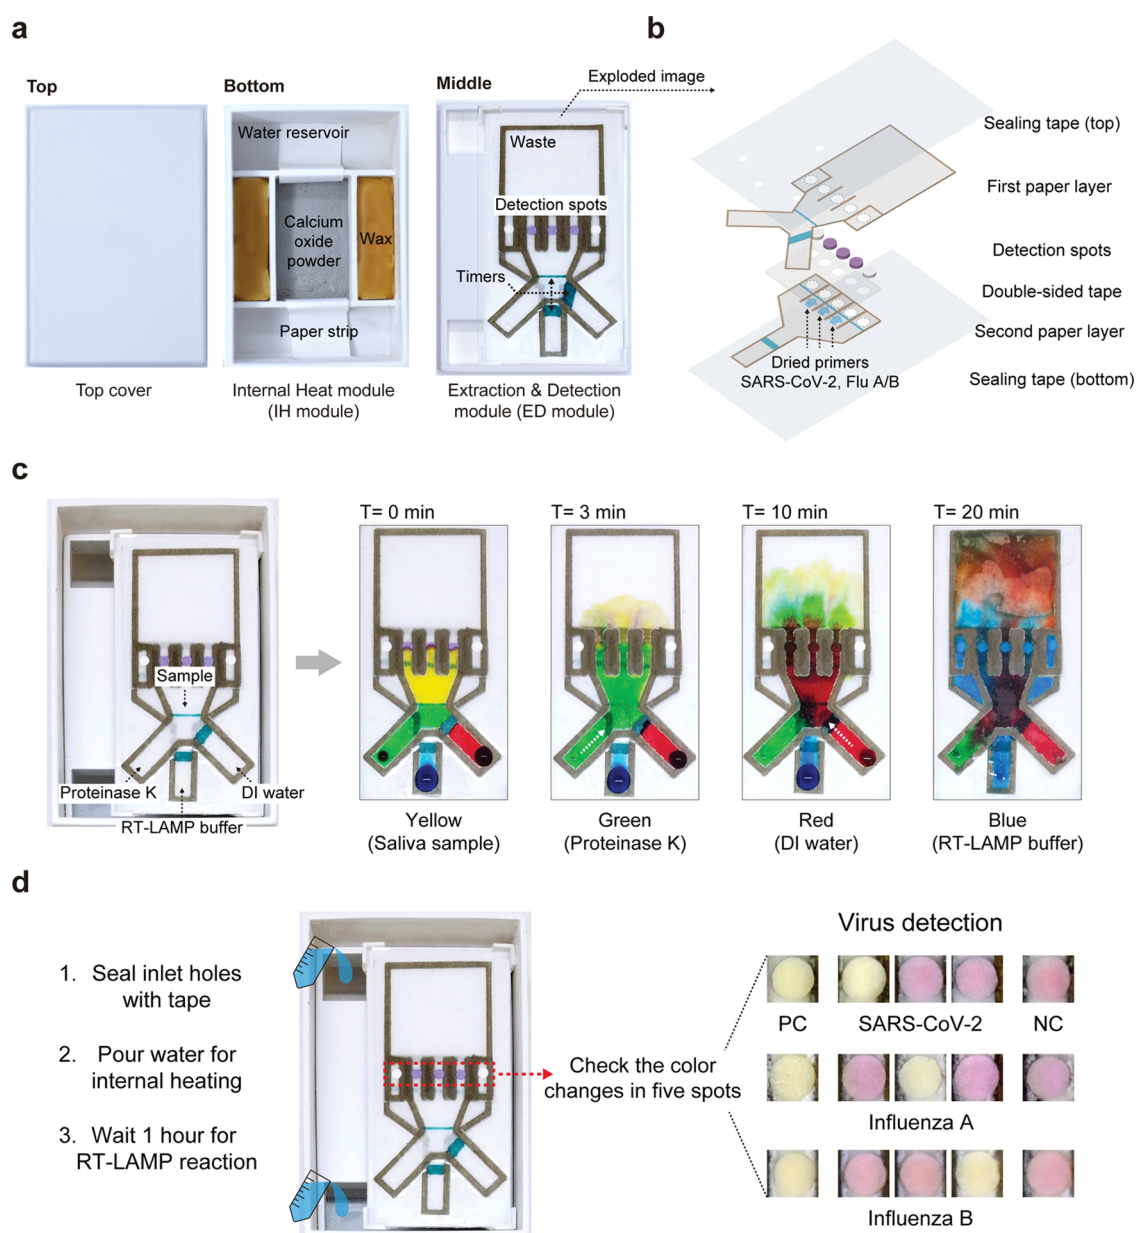 a
Top
Bottom
Water reservoir
Calcium
oxide
powder
Wax
Paper strip
Middle
Waste
Detection spots
Timers
Exploded image
Top cover
Internal Heat module
(IH module)
Extraction & Detection
module (ED module)
b
Sealing tape (top)
First paper layer
Detection spots
Double-sided tape
Second paper layer
Sealing tape (bottom)
Dried primers
SARS-CoV-2, Flu A/B
c
Sample
Proteinase K
DI water
RT-LAMP buffer
T= 0 min
T= 3 min
T= 10 min
T= 20 min
Yellow
(Saliva sample)
Green
(Proteinase K)
Red
(DI water)
Blue
(RT-LAMP buffer)
d
1. Seal inlet holes
with tape
2. Pour water for
internal heating
3. Wait 1 hour for
RT-LAMP reaction
Check the color
changes in five spots
Virus detection
PC
SARS-CoV-2
NC
Influenza A
Influenza B